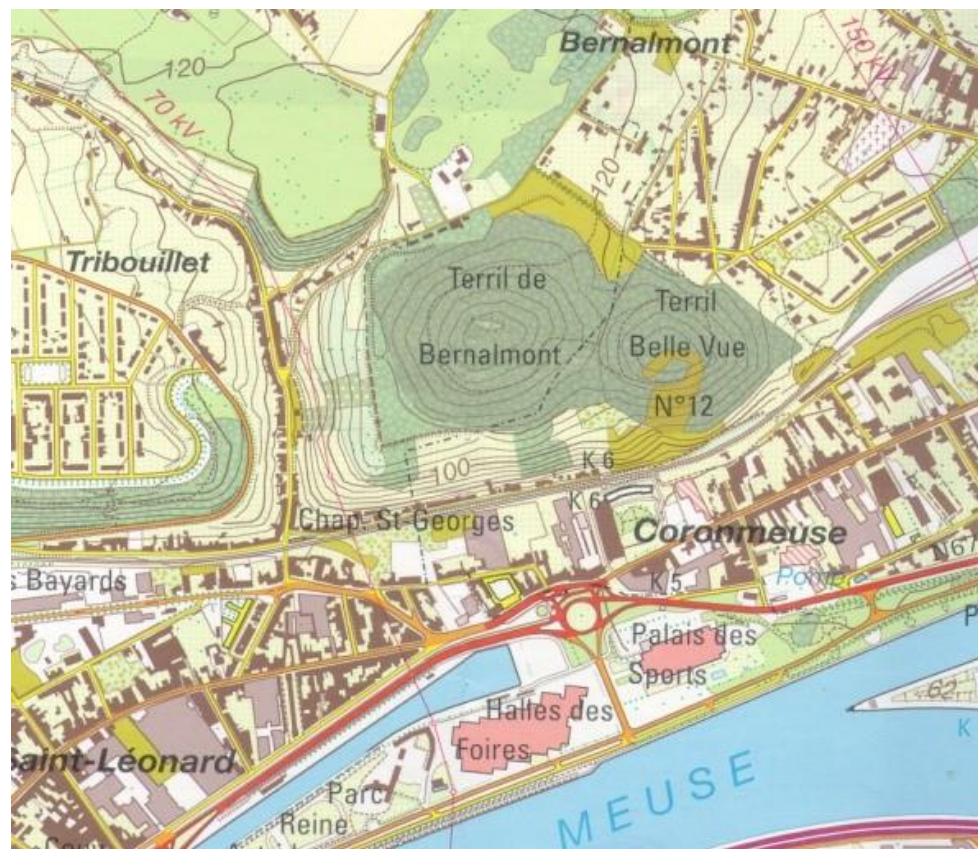 Bernalmont
150 kV
120
70 kV
120
Tribouillet
Terril de
Bernalmont
Terril
Belle Vue
N°12
100
K 6
K 6
Chap. St-Georges
Coronmeuse
N67
s Bayards
K 5
Pomp
Palais des
Sports
P
62
K
Halles des
Foires
Saint-Léonard
Parc
Reine
MEUSE